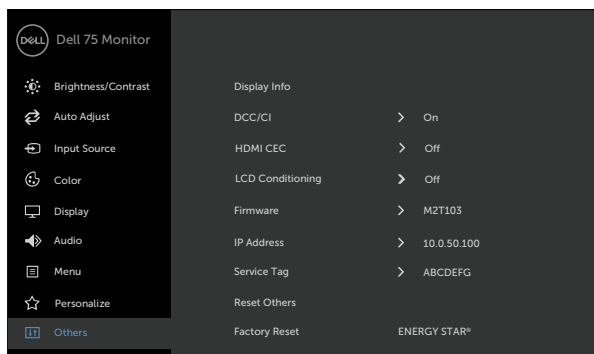 DELL Dell 75 Monitor
Brightness/Contrast Display Info
Auto Adjust DCC/CI On
Input Source HDMI CEC Off
Color LCD Conditioning Off
Display Firmware M2T103
Audio IP Address 10.0.50.100
Menu Service Tag ABCDEFG
Personalize Reset Others
Others Factory Reset ENERGY STAR®